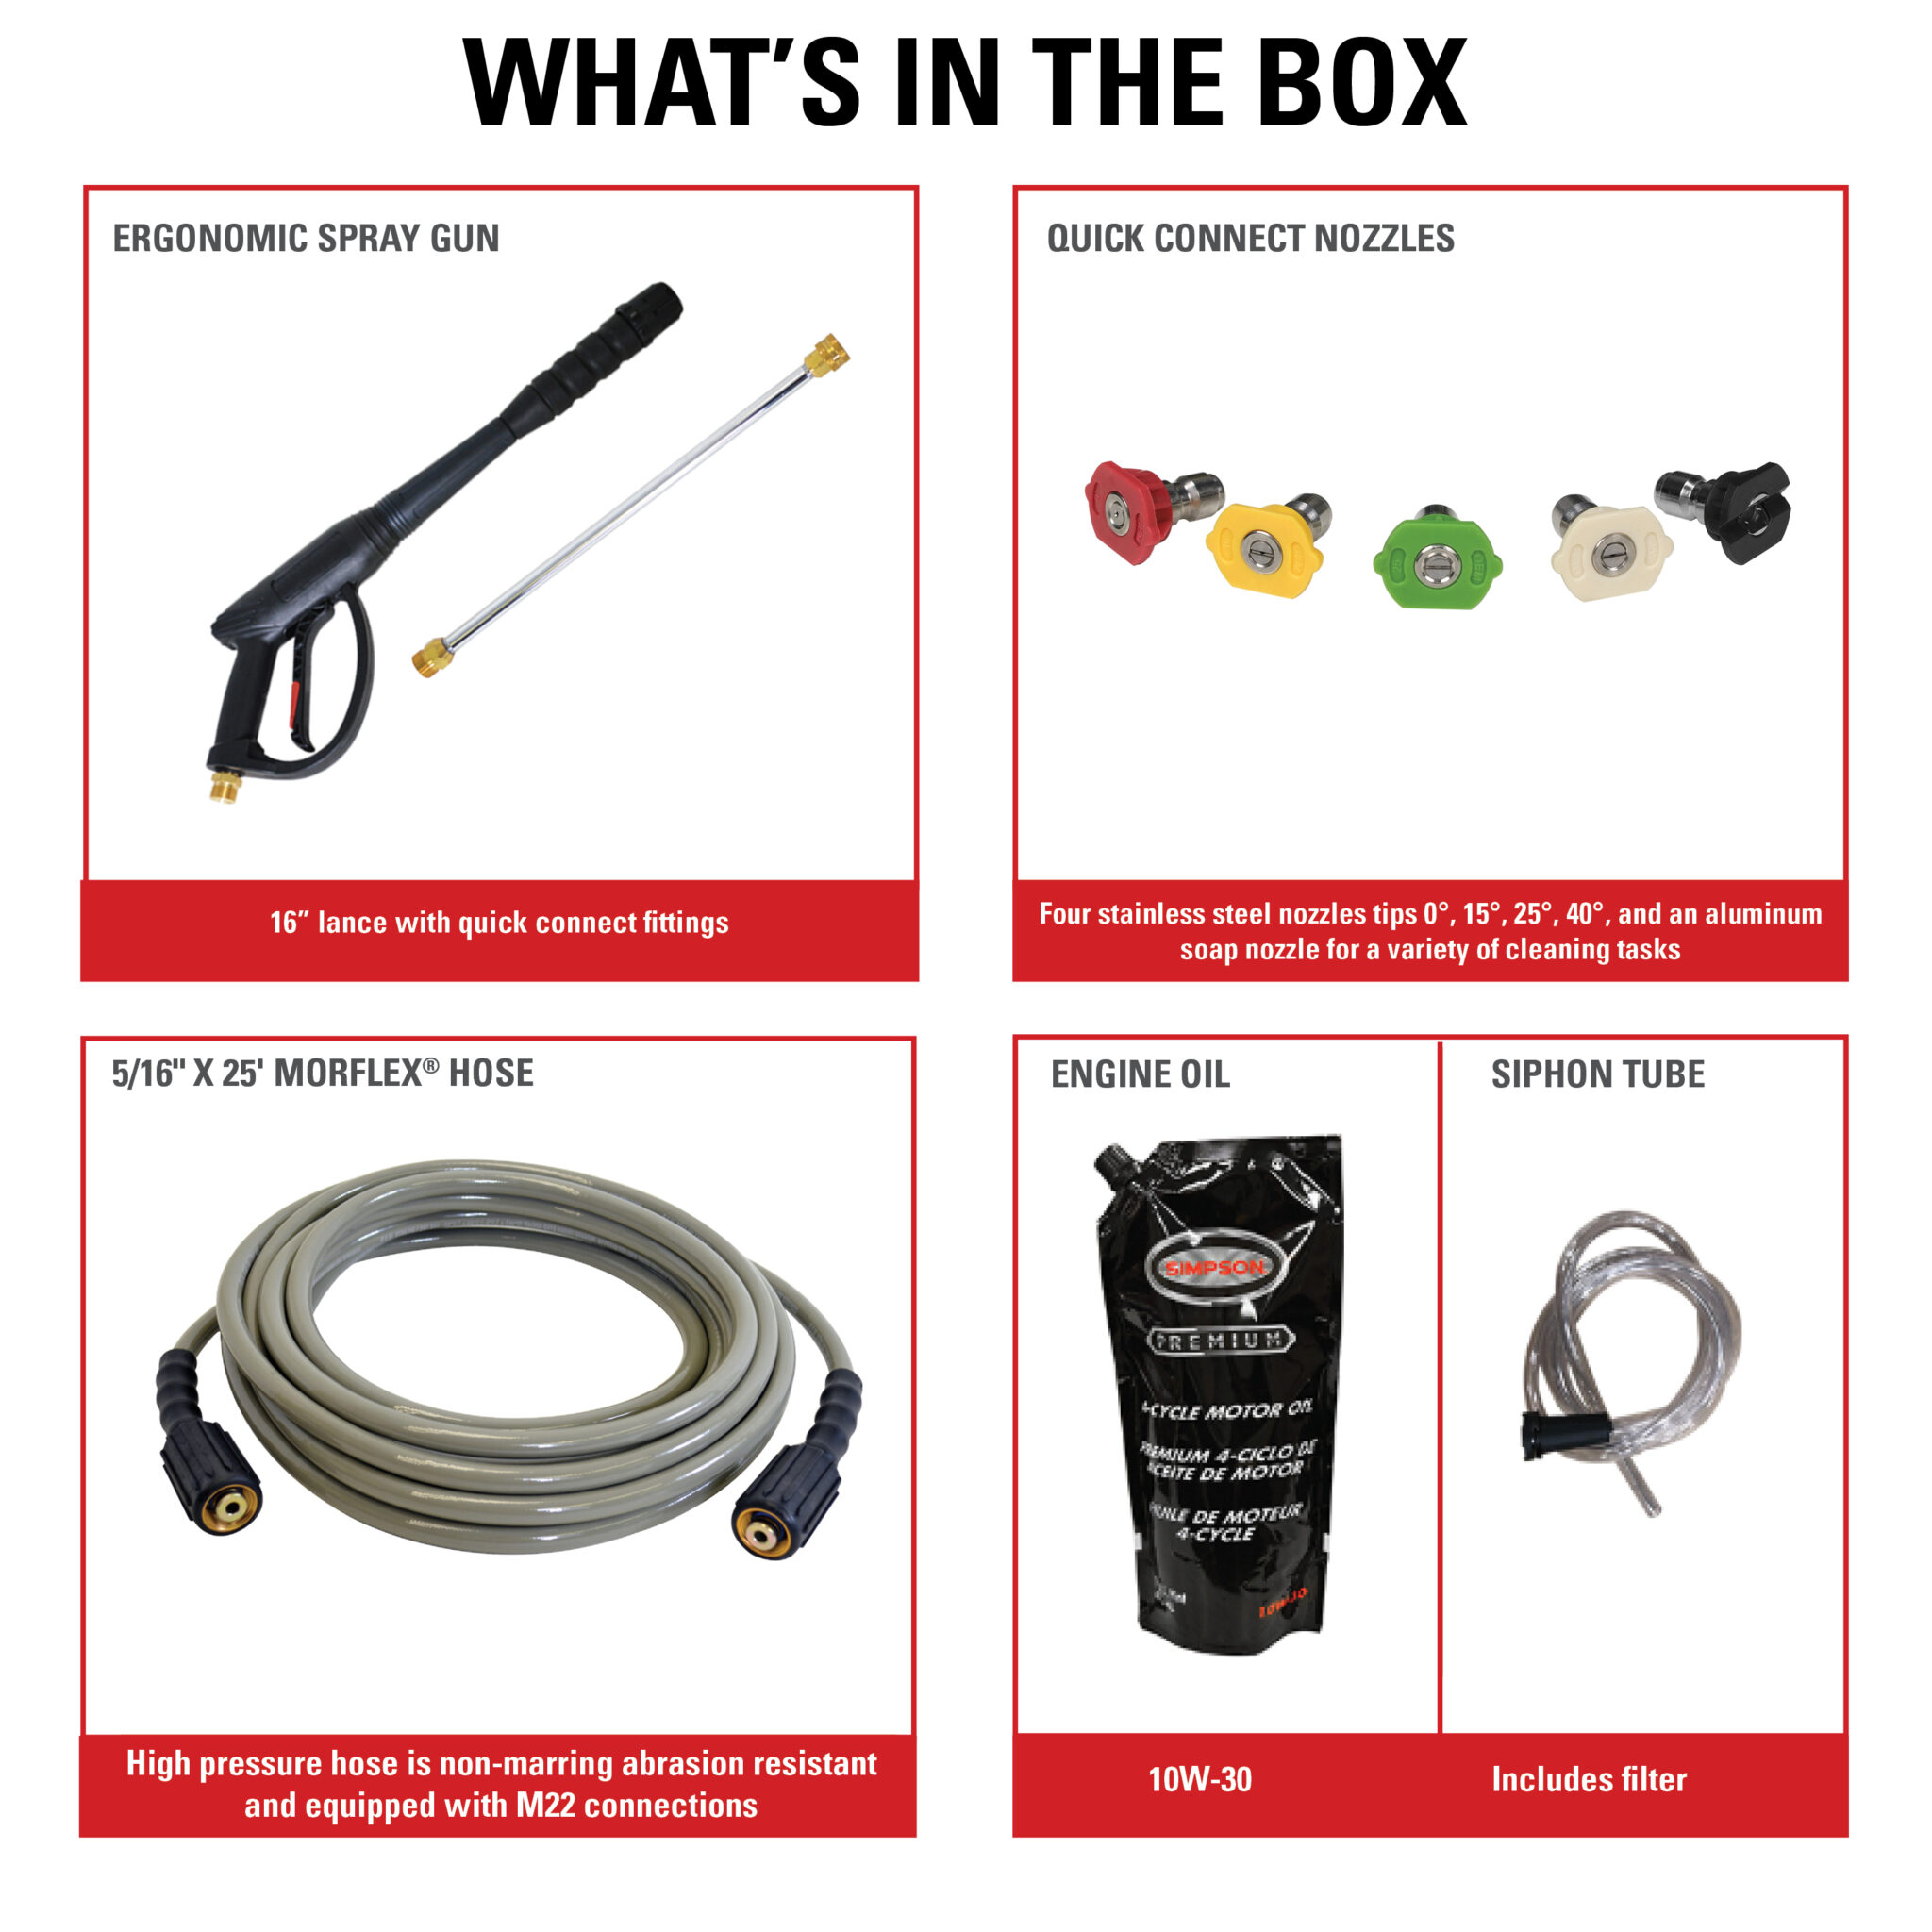 WHAT'S IN THE BOX
ERGONOMIC SPRAY GUN
16” lance with quick connect fittings
QUICK CONNECT NOZZLES
Four stainless steel nozzles tips 0°, 15°, 25°, 40°, and an aluminum
soap nozzle for a variety of cleaning tasks
5/16" X 25' MORFLEX® HOSE
High pressure hose is non-marring abrasion resistant
and equipped with M22 connections
ENGINE OIL
SIMPSON
PREMIUM
4-CYCLE MOTOR OIL
PREMIUM 4-CICLO DE
ACEITE DE MOTOR
HUILE DE MOTEUR
4-CYCLE
10W-30
10W-30
SIPHON TUBE
Includes filter